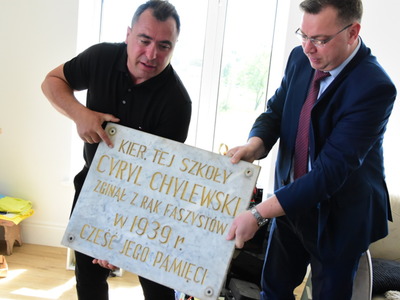 KIER. TEJ SZKOŁY
CYRYL CHYLEWSKI
ZGINĄŁ Z RĄK FASZYSTÓW
W 1939 r.
CZEŚĆ JEGO PAMIĘCI